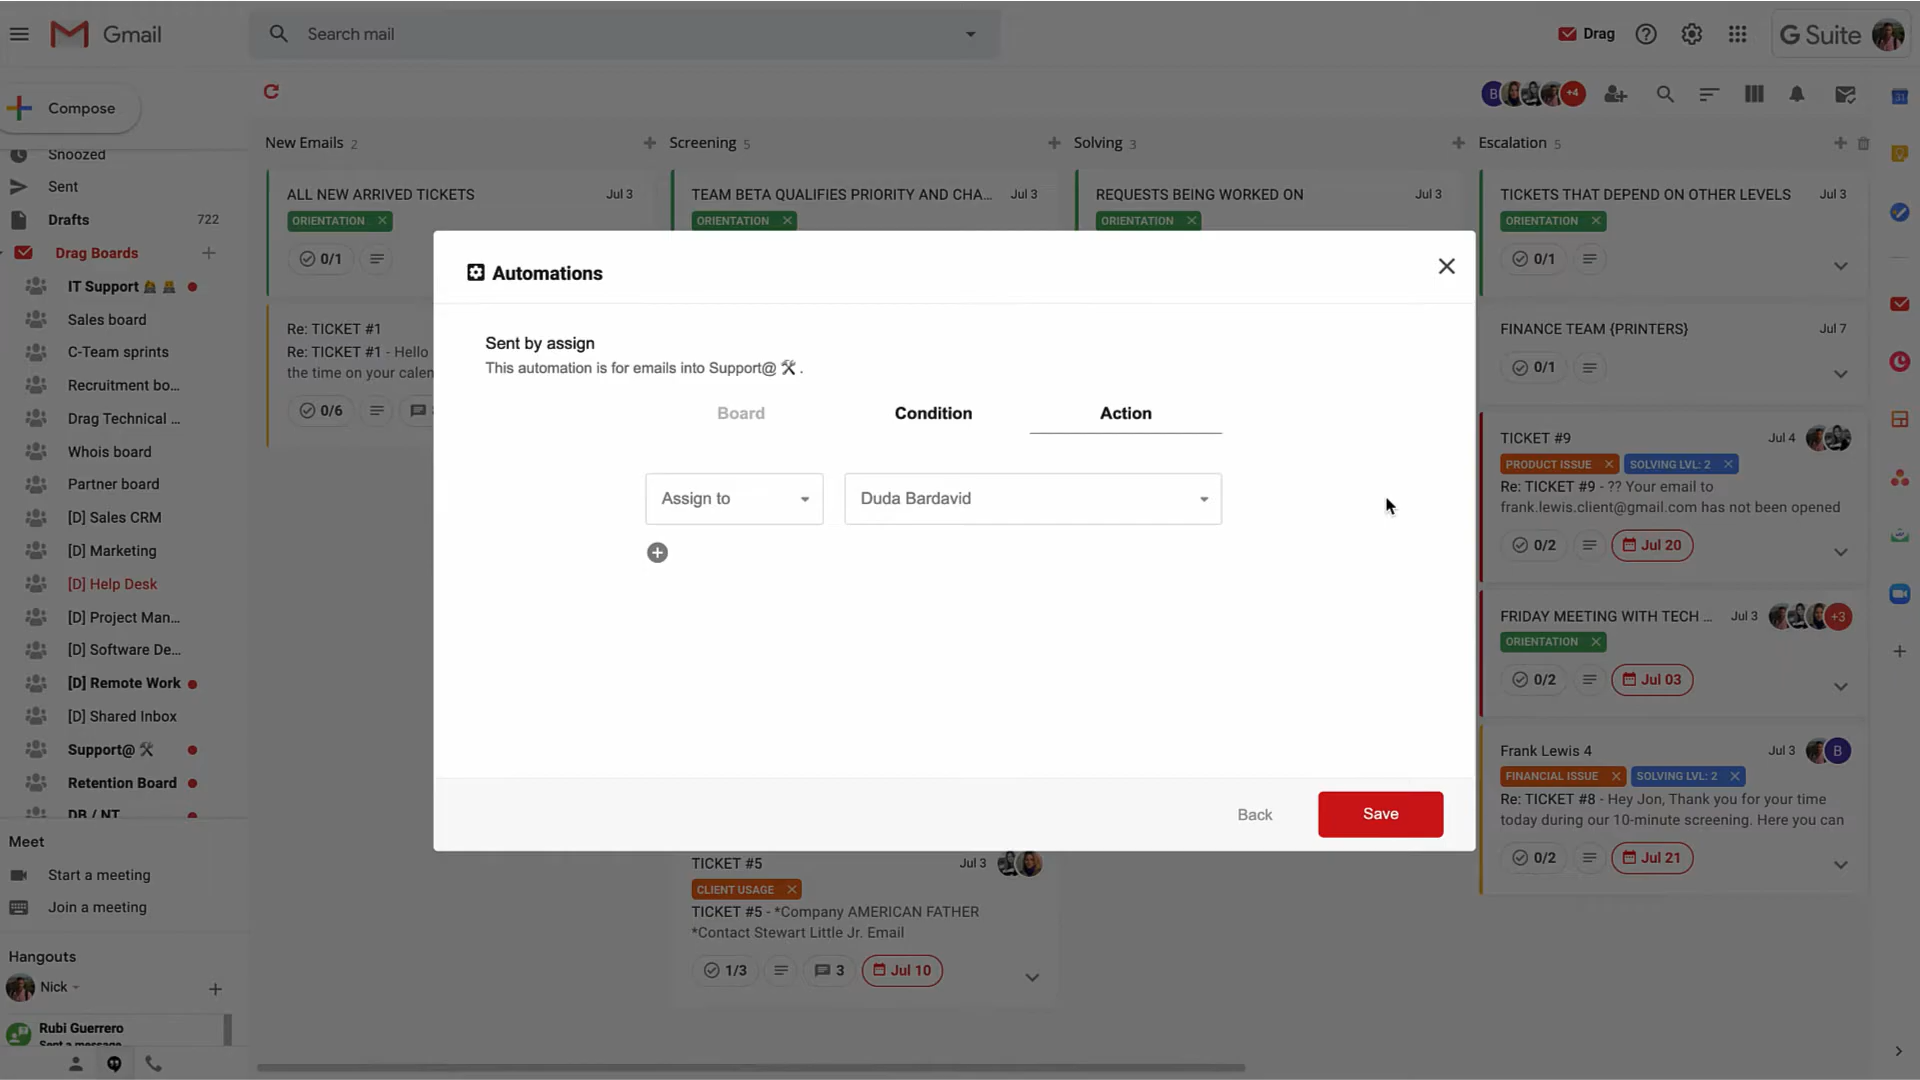 Gmail
Search mail
Drag
G Suite
Compose
Snoozed
Sent
Drafts 722
Drag Boards
IT Support
Sales board
C-Team sprints
Recruitment bo...
Drag Technical ...
Whois board
Partner board
[D] Sales CRM
[D] Marketing
[D] Help Desk
[D] Project Man...
[D] Software De...
[D] Remote Work
[D] Shared Inbox
Support@ 🛠
Retention Board
DB / NT
Meet
Start a meeting
Join a meeting
Hangouts
Nick
Rubi Guerrero
Sent a message
B +4
31
New Emails 2
ALL NEW ARRIVED TICKETS Jul 3
ORIENTATION
0/1
Re: TICKET #1
Re: TICKET #1 - Hello
the time on your calen
0/6
Screening 5
TEAM BETA QUALIFIES PRIORITY AND CHA... Jul 3
ORIENTATION
Solving 3
REQUESTS BEING WORKED ON Jul 3
ORIENTATION
Automations
Sent by assign
This automation is for emails into Support@ 🛠 .
Board Condition Action
Assign to Duda Bardavid
Back Save
TICKET #5 Jul 3
CLIENT USAGE
TICKET #5 - *Company AMERICAN FATHER
*Contact Stewart Little Jr. Email
1/3 3 Jul 10
Escalation 5
TICKETS THAT DEPEND ON OTHER LEVELS Jul 3
ORIENTATION
0/1
FINANCE TEAM {PRINTERS} Jul 7
0/1
TICKET #9 Jul 4
PRODUCT ISSUE SOLVING LVL: 2
Re: TICKET #9 - ?? Your email to
frank.lewis.client@gmail.com has not been opened
0/2 Jul 20
FRIDAY MEETING WITH TECH ... Jul 3 +3
ORIENTATION
0/2 Jul 03
Frank Lewis 4 Jul 3 B
FINANCIAL ISSUE SOLVING LVL: 2
Re: TICKET #8 - Hey Jon, Thank you for your time
today during our 10-minute screening. Here you can
0/2 Jul 21